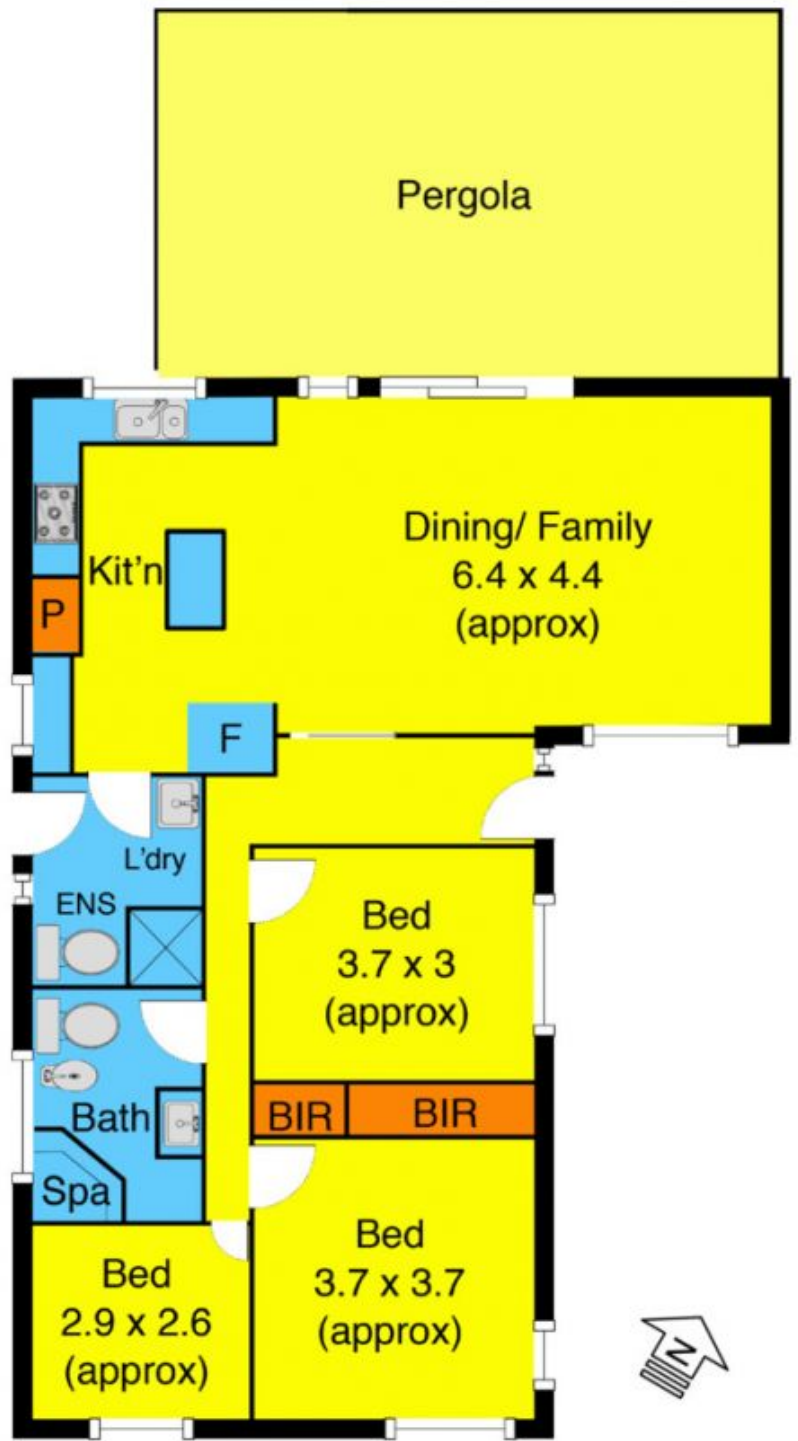 Pergola
Dining/ Family
6.4 x 4.4
(approx)
Kit'n
P
F
L'dry
ENS
Bed
3.7 x 3
(approx)
BIR
BIR
Bath
Spa
Bed
3.7 x 3.7
(approx)
Bed
2.9 x 2.6
(approx)
N